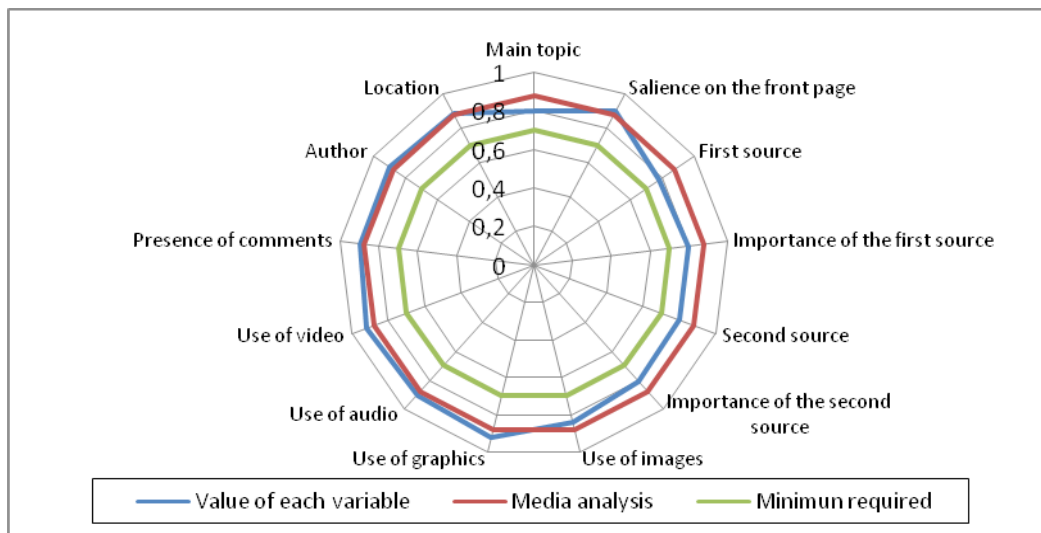 Main topic
1
Location
Salience on the front page
0,8
Author
First source
0,6
0,4
Presence of comments
0,2
Importance of the first source
0
Use of video
Second source
Use of audio
Importance of the second
source
Use of graphics
Use of images
Value of each variable
Media analysis
Minimun required